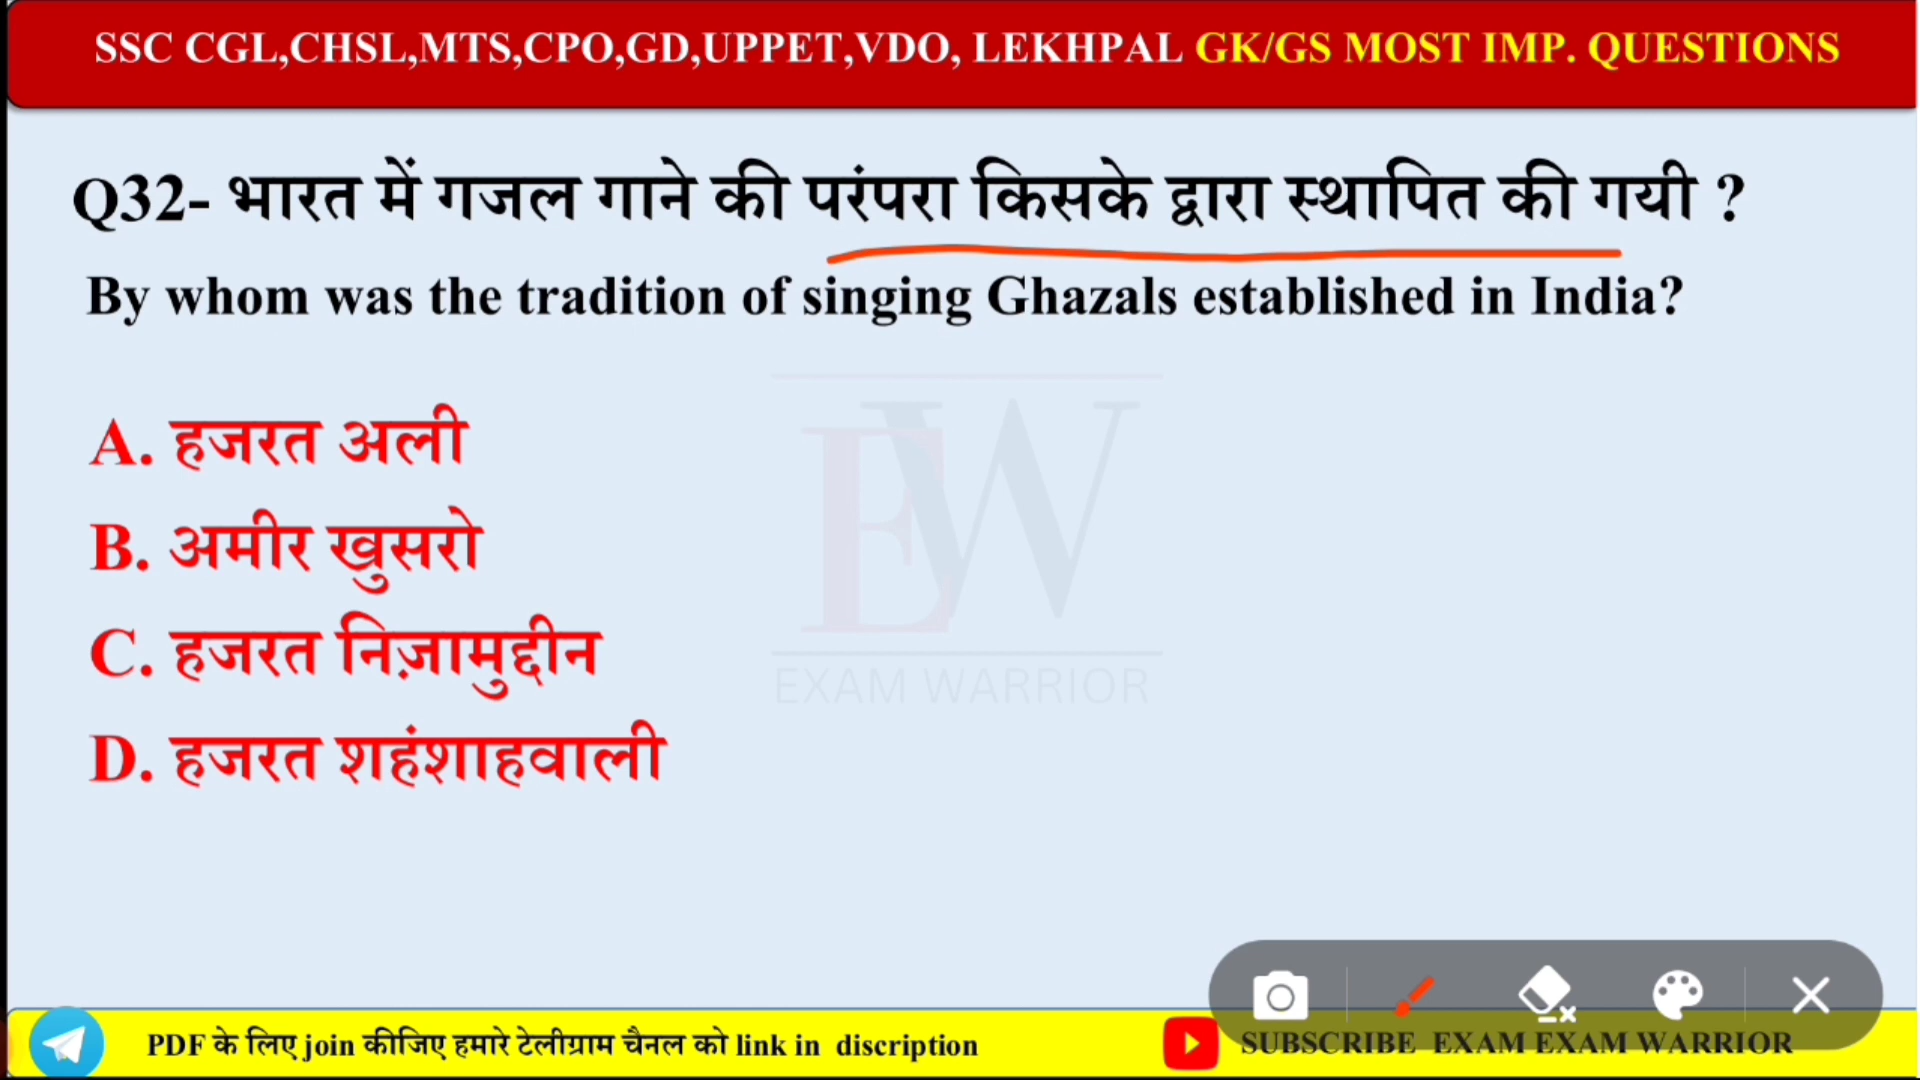 SSC CGL,CHSL,MTS,CPO,GD,UPPET,VDO, LEKHPAL GK/GS MOST IMP. QUESTIONS
Q32- भारत में गजल गाने की परंपरा किसके द्वारा स्थापित की गयी ?
By whom was the tradition of singing Ghazals established in India?
A. हजरत अली
B. अमीर खुसरो
C. हजरत निज़ामुद्दीन
D. हजरत शहंशाहवाली
EW
EXAM WARRIOR
PDF के लिए join कीजिए हमारे टेलीग्राम चैनल को link in discription
SUBSCRIBE EXAM EXAM WARRIOR